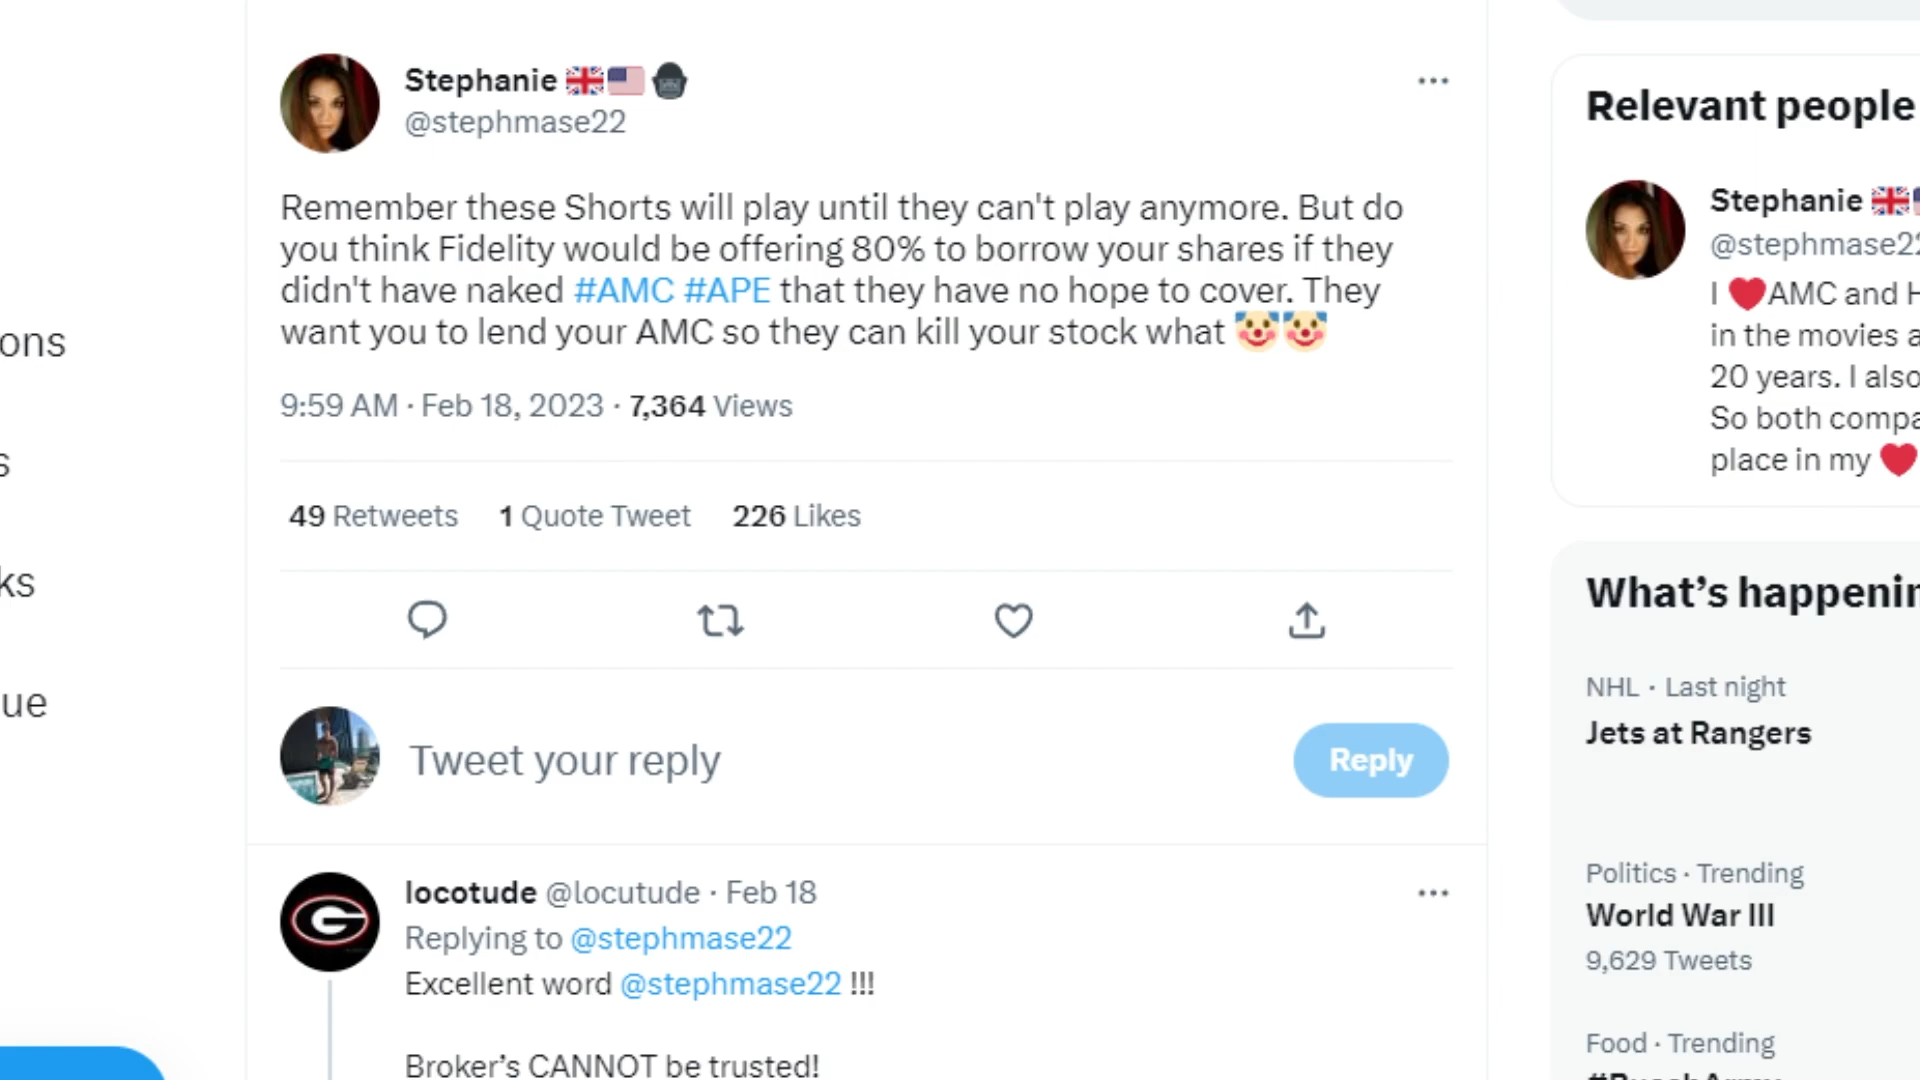 Stephanie
@stephmase22
Remember these Shorts will play until they can't play anymore. But do
you think Fidelity would be offering 80% to borrow your shares if they
didn't have naked #AMC #APE that they have no hope to cover. They
want you to lend your AMC so they can kill your stock what 🤡🤡
9:59 AM · Feb 18, 2023 · 7,364 Views
49 Retweets 1 Quote Tweet 226 Likes
Tweet your reply
Reply
locotude @locutude · Feb 18
Replying to @stephmase22
Excellent word @stephmase22 !!!
Broker’s CANNOT be trusted!
ons
s
ks
ue
Relevant people
Stephanie
@stephmase22
I ❤️AMC and H
in the movies a
20 years. I also
So both compa
place in my ❤️
What’s happenin
NHL · Last night
Jets at Rangers
Politics · Trending
World War III
9,629 Tweets
Food · Trending